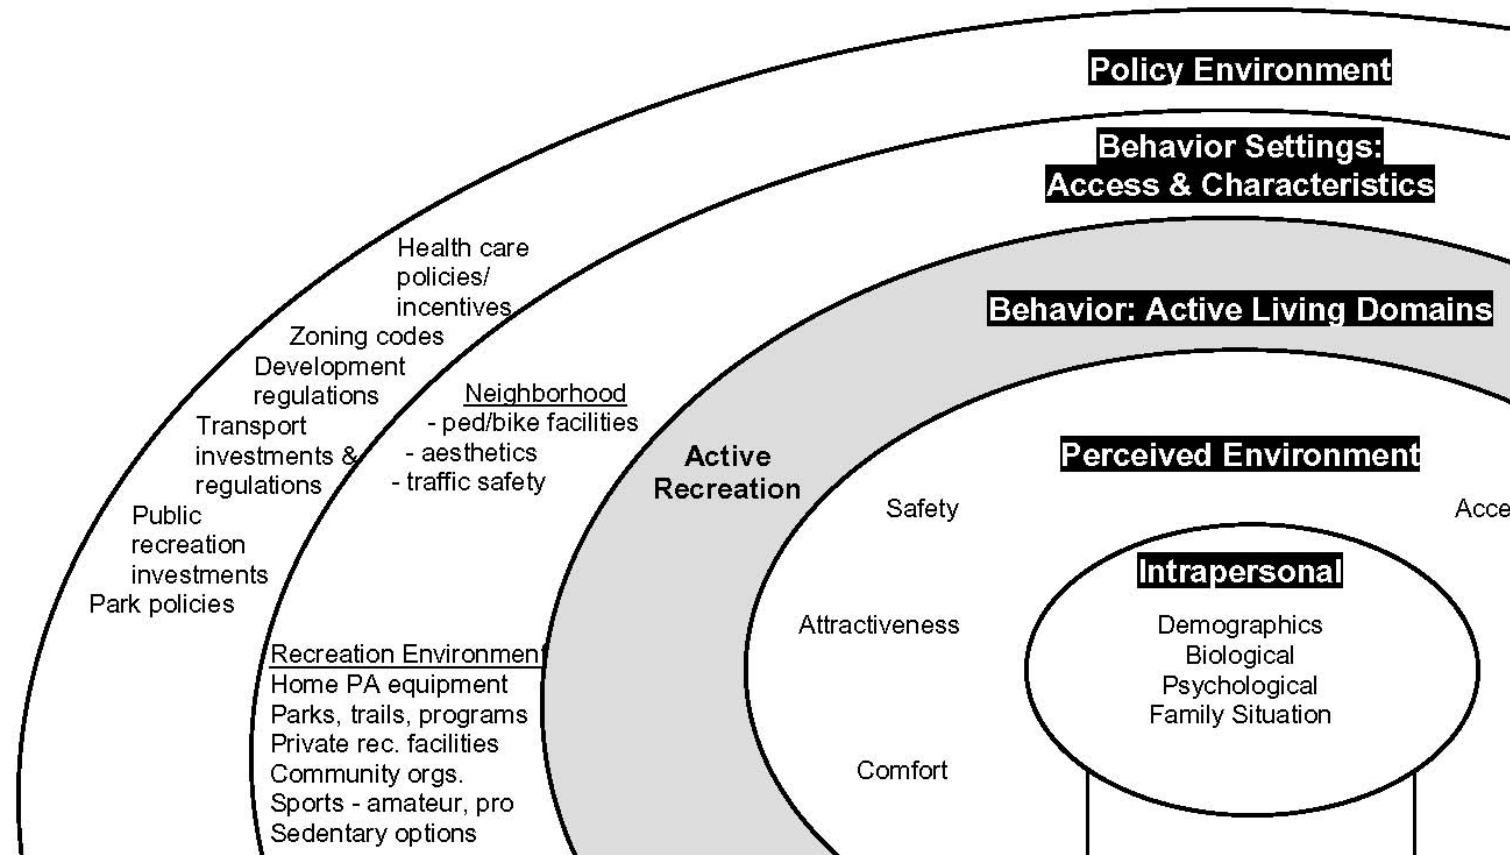 Policy Environment
Behavior Settings:
Access & Characteristics
Behavior: Active Living Domains
Health care
policies/
incentives
Zoning codes
Development
regulations
Transport
investments &
regulations
Public
recreation
investments
Park policies
Neighborhood
- ped/bike facilities
- aesthetics
- traffic safety
Recreation Environmen
Home PA equipment
Parks, trails, programs
Private rec. facilities
Community orgs.
Sports - amateur, pro
Sedentary options
Active
Recreation
Perceived Environment
Safety
Acce
Attractiveness
Comfort
Intrapersonal
Demographics
Biological
Psychological
Family Situation